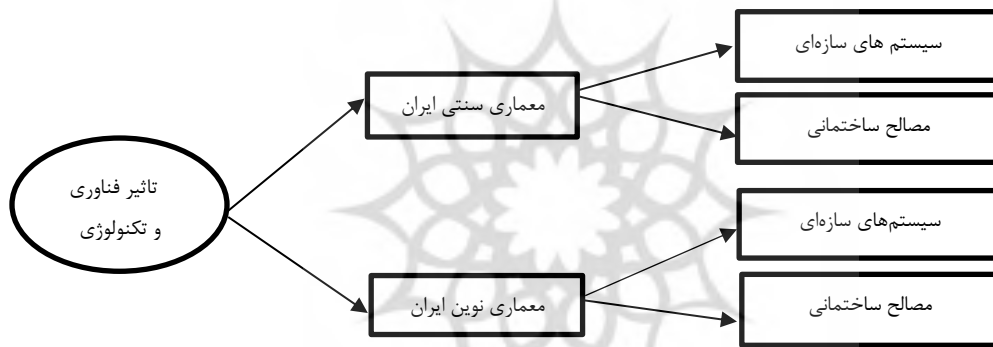 سیستم های سازه‌ای
معماری سنتی ایران
مصالح ساختمانی
تاثیر فناوری
و تکنولوژی
سیستم‌های سازه‌ای
معماری نوین ایران
مصالح ساختمانی